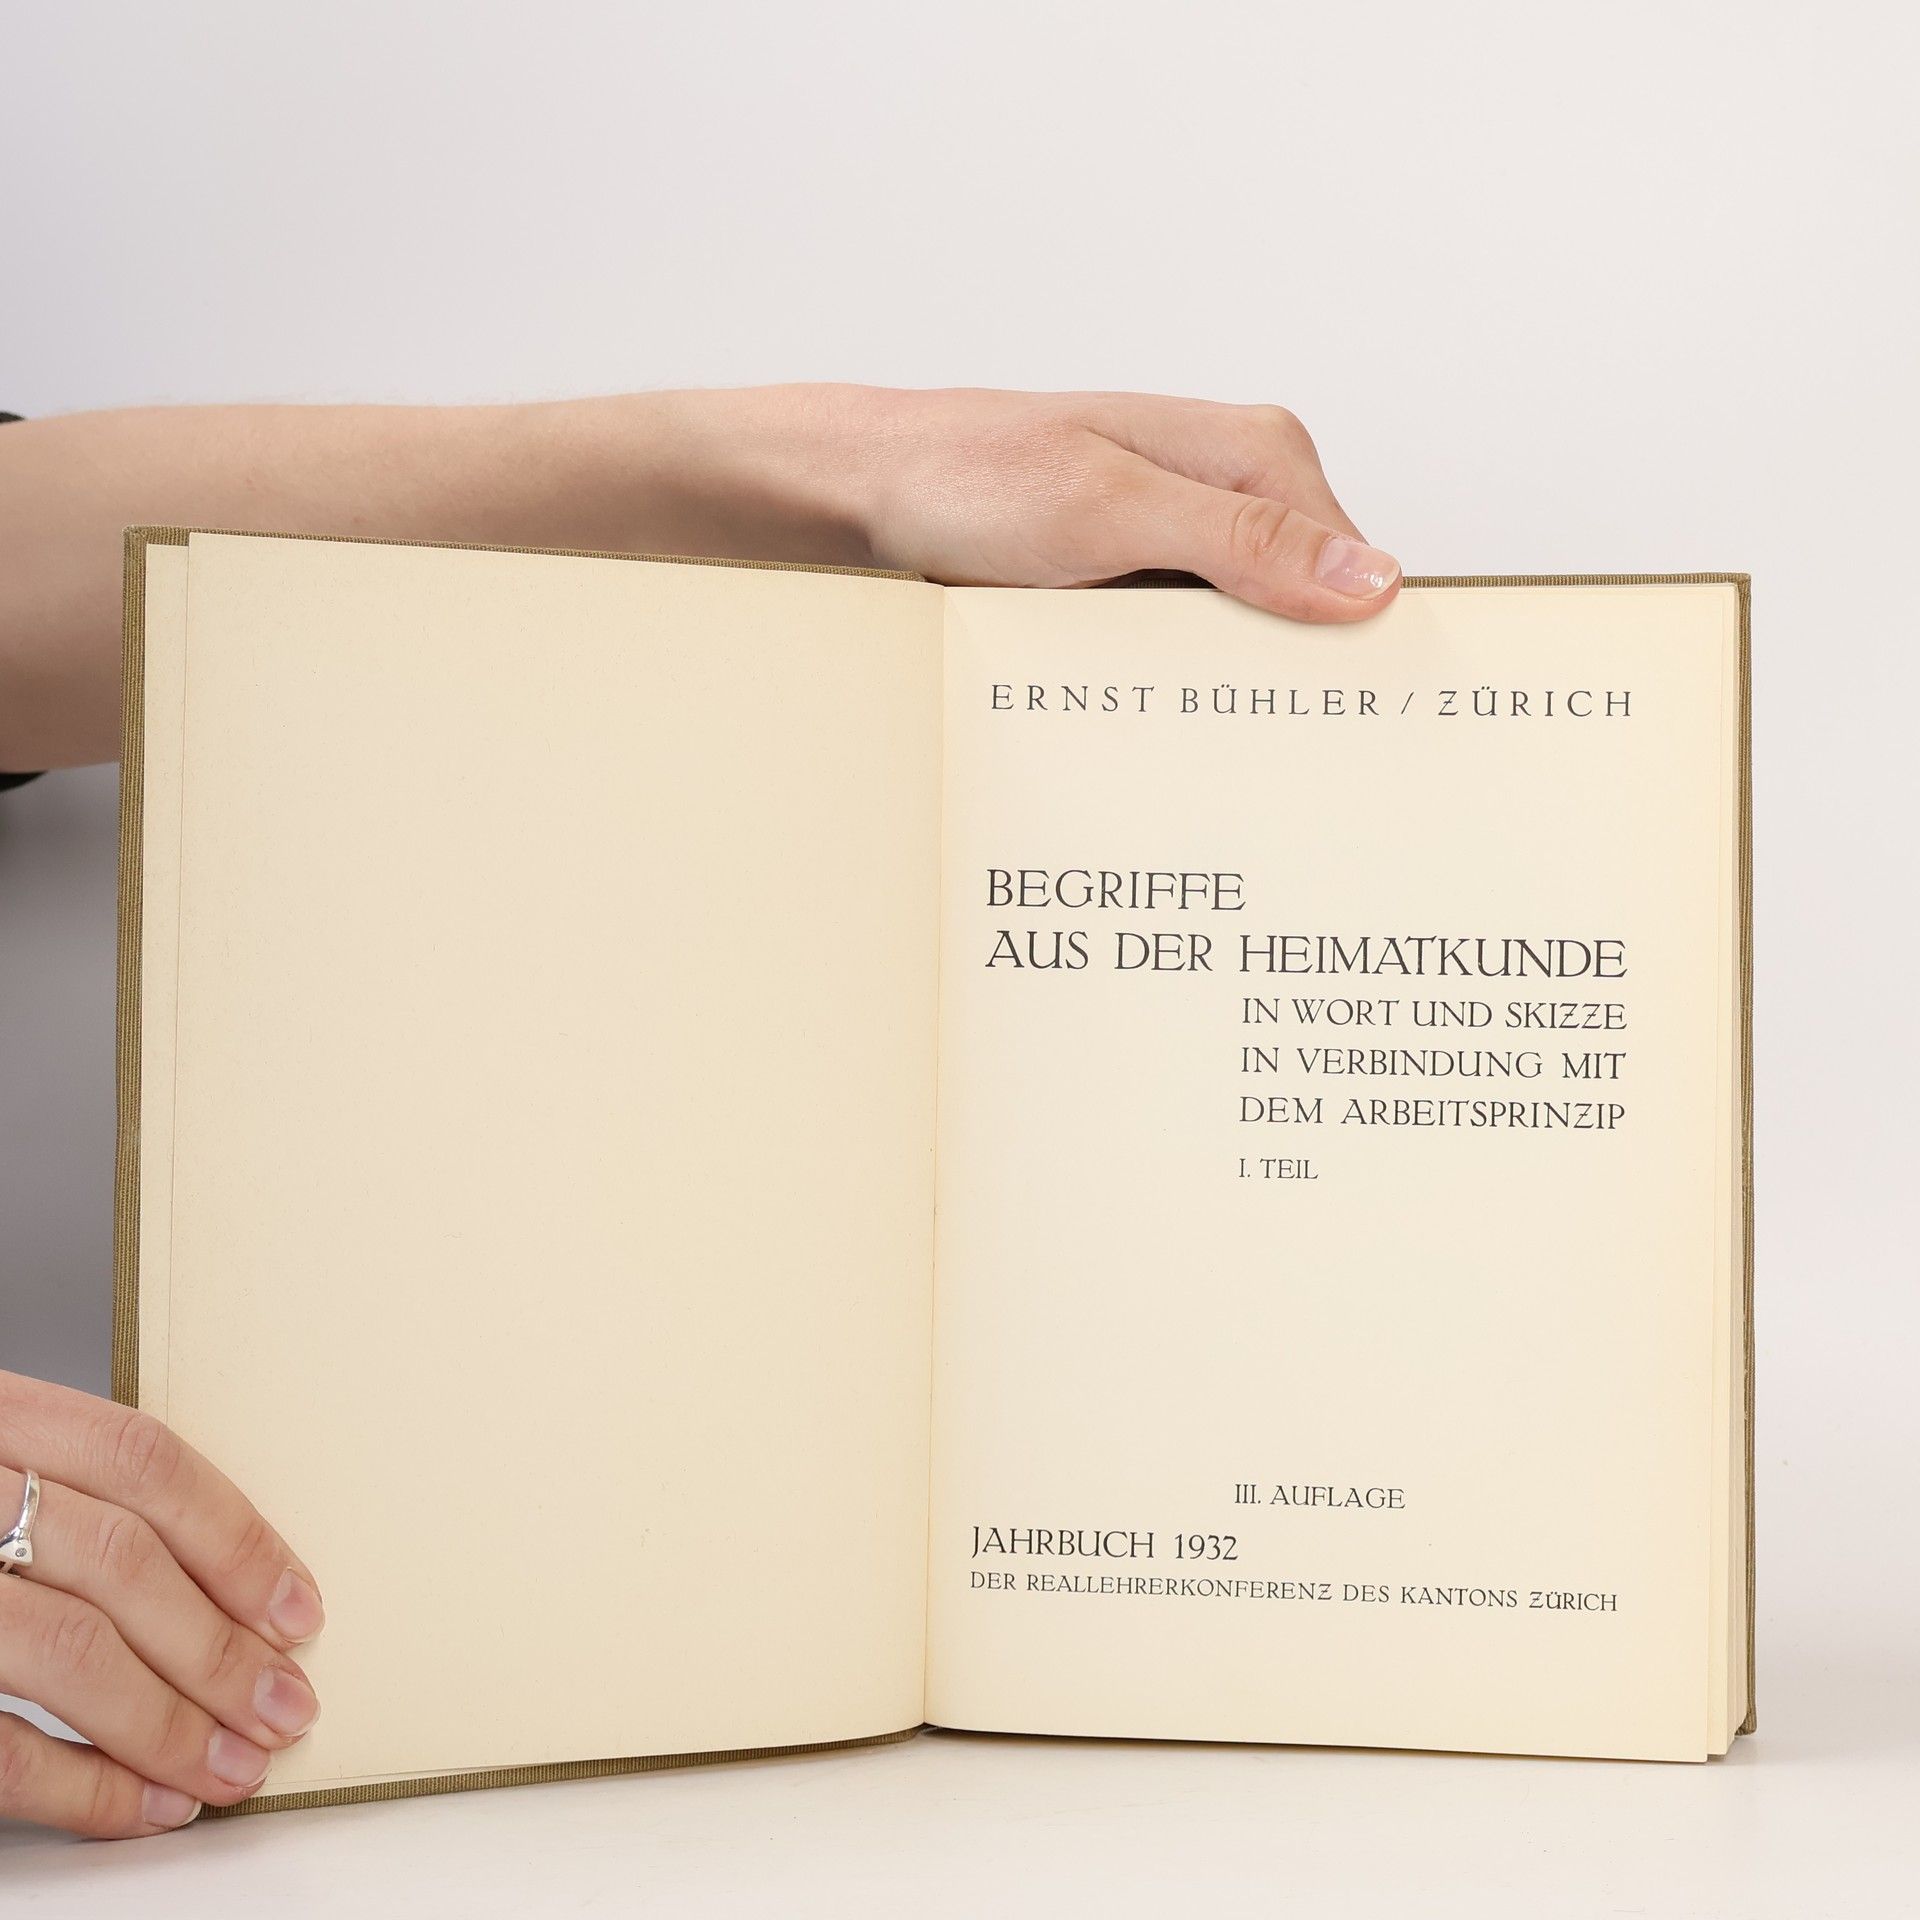 ERNST BÜHLER / ZÜRICH
BEGRIFFE
AUS DER HEIMATKUNDE
IN WORT UND SKIZZE
IN VERBINDUNG MIT
DEM ARBEITSPRINZIP
I. TEIL
III. AUFLAGE
JAHRBUCH 1932
DER REALLEHRERKONFERENZ DES KANTONS ZÜRICH